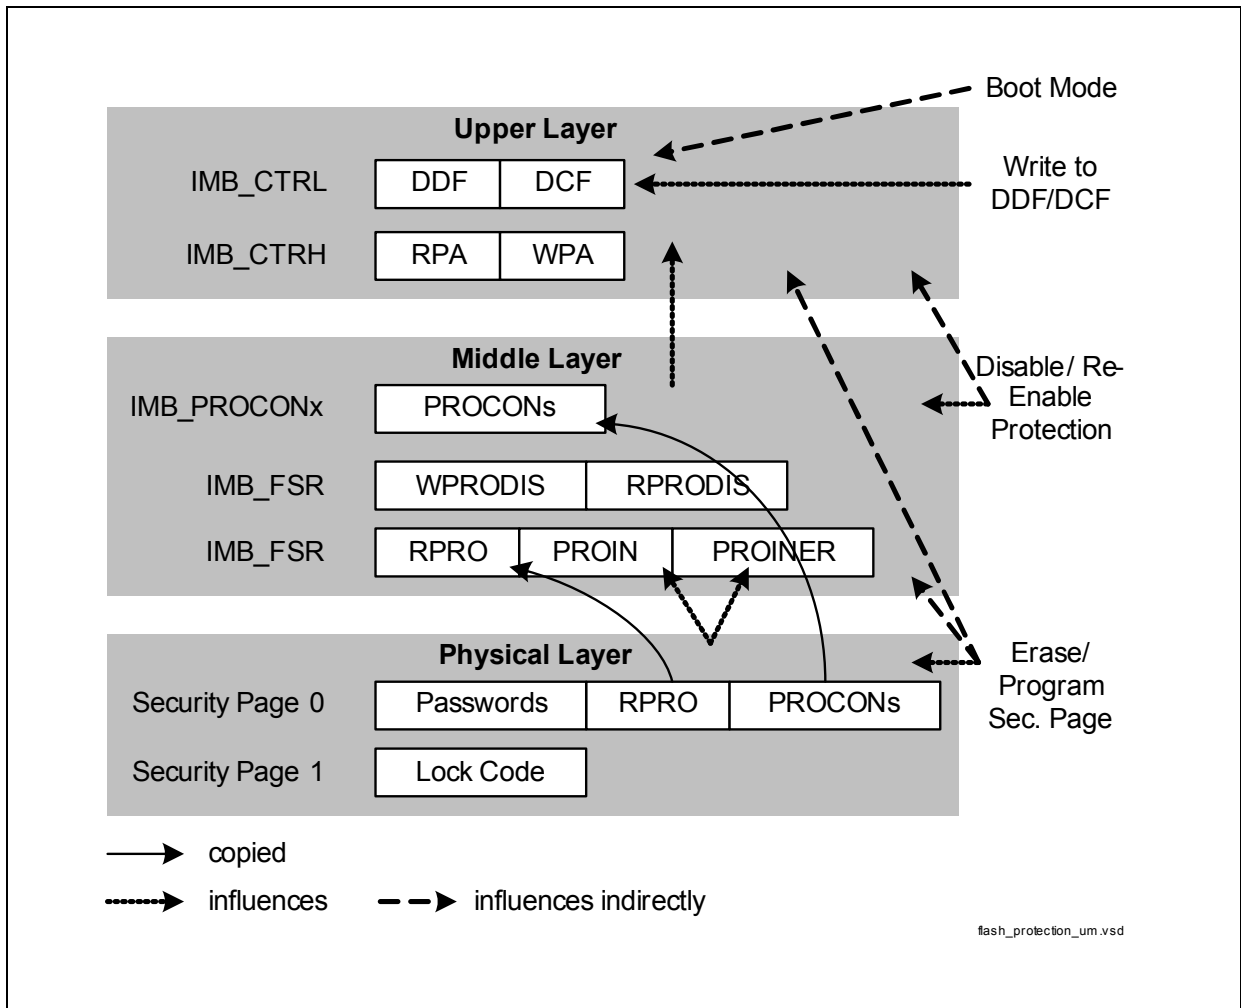 Boot Mode
Upper Layer
IMB_CTRL DDF DCF
Write to
DDF/DCF
IMB_CTRH RPA WPA
Middle Layer
Disable/ Re-
Enable
Protection
IMB_PROCONx PROCONs
IMB_FSR WPRODIS RPRODIS
IMB_FSR RPRO PROIN PROINER
Physical Layer
Erase/
Program
Sec. Page
Security Page 0 Passwords RPRO PROCONs
Security Page 1 Lock Code
copied
influences influences indirectly
flash_protection_um.vsd